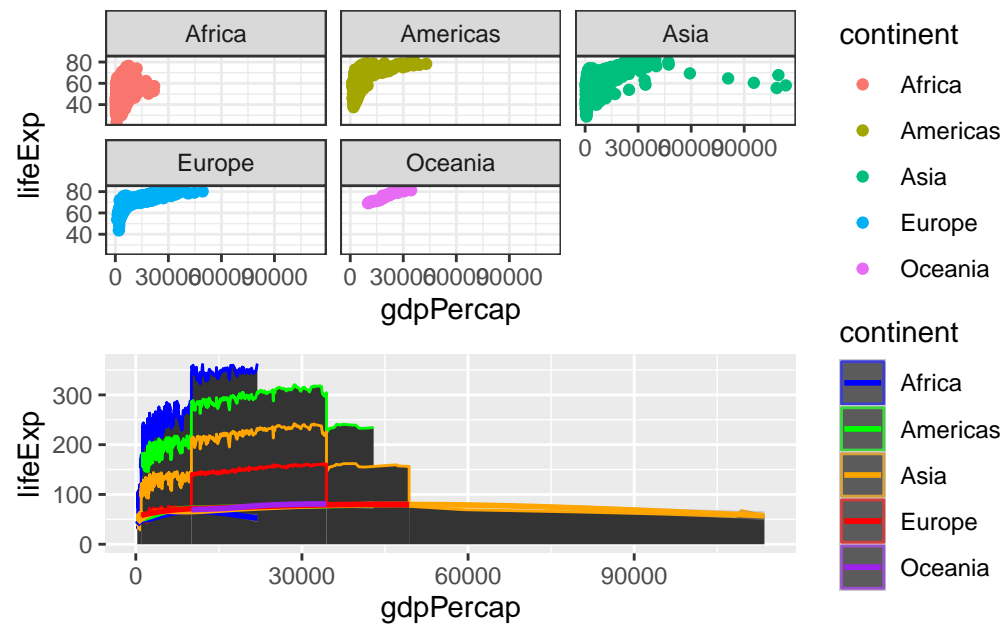 Africa Americas Asia
80
60
40
0 30000 60000 90000
Europe Oceania
80
60
40
0 30000 60000 90000 0 30000 60000 90000
lifeExp
gdpPercap
continent
Africa
Americas
Asia
Europe
Oceania
300
200
100
0
0 30000 60000 90000
lifeExp
gdpPercap
continent
Africa
Americas
Asia
Europe
Oceania